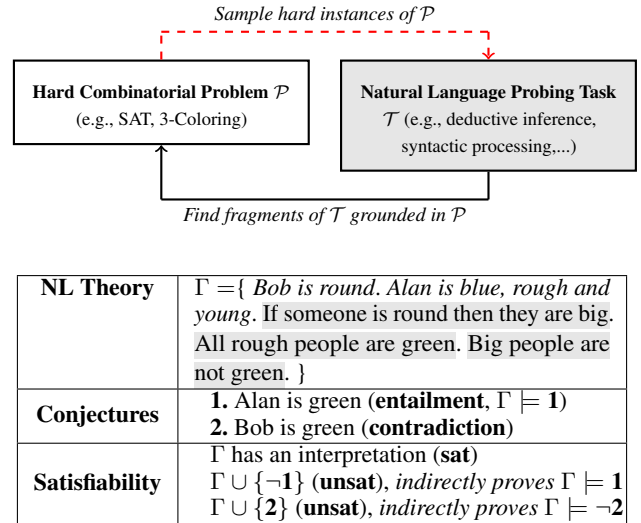 Sample hard instances of 𝒫
Hard Combinatorial Problem 𝒫
(e.g., SAT, 3-Coloring)
Natural Language Probing Task
𝒯 (e.g., deductive inference,
syntactic processing,...)
Find fragments of 𝒯 grounded in 𝒫
NL Theory
Γ ={ Bob is round. Alan is blue, rough and
young. If someone is round then they are big.
All rough people are green. Big people are
not green. }
Conjectures
1. Alan is green (entailment, Γ ⊨ 1)
2. Bob is green (contradiction)
Satisfiability
Γ has an interpretation (sat)
Γ ∪ {¬1} (unsat), indirectly proves Γ ⊨ 1
Γ ∪ {2} (unsat), indirectly proves Γ ⊨ ¬2